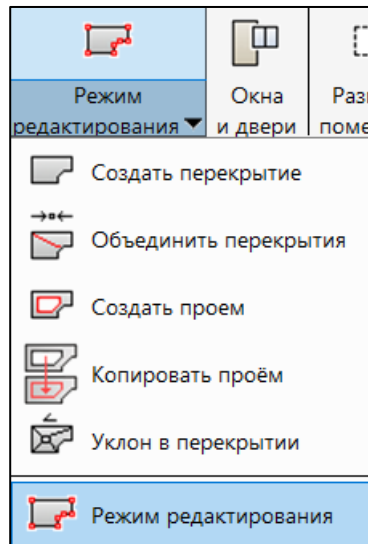 Режим
редактирования
Окна
и двери
Создать перекрытие
Объединить перекрытия
Создать проем
Копировать проём
Уклон в перекрытии
Режим редактирования